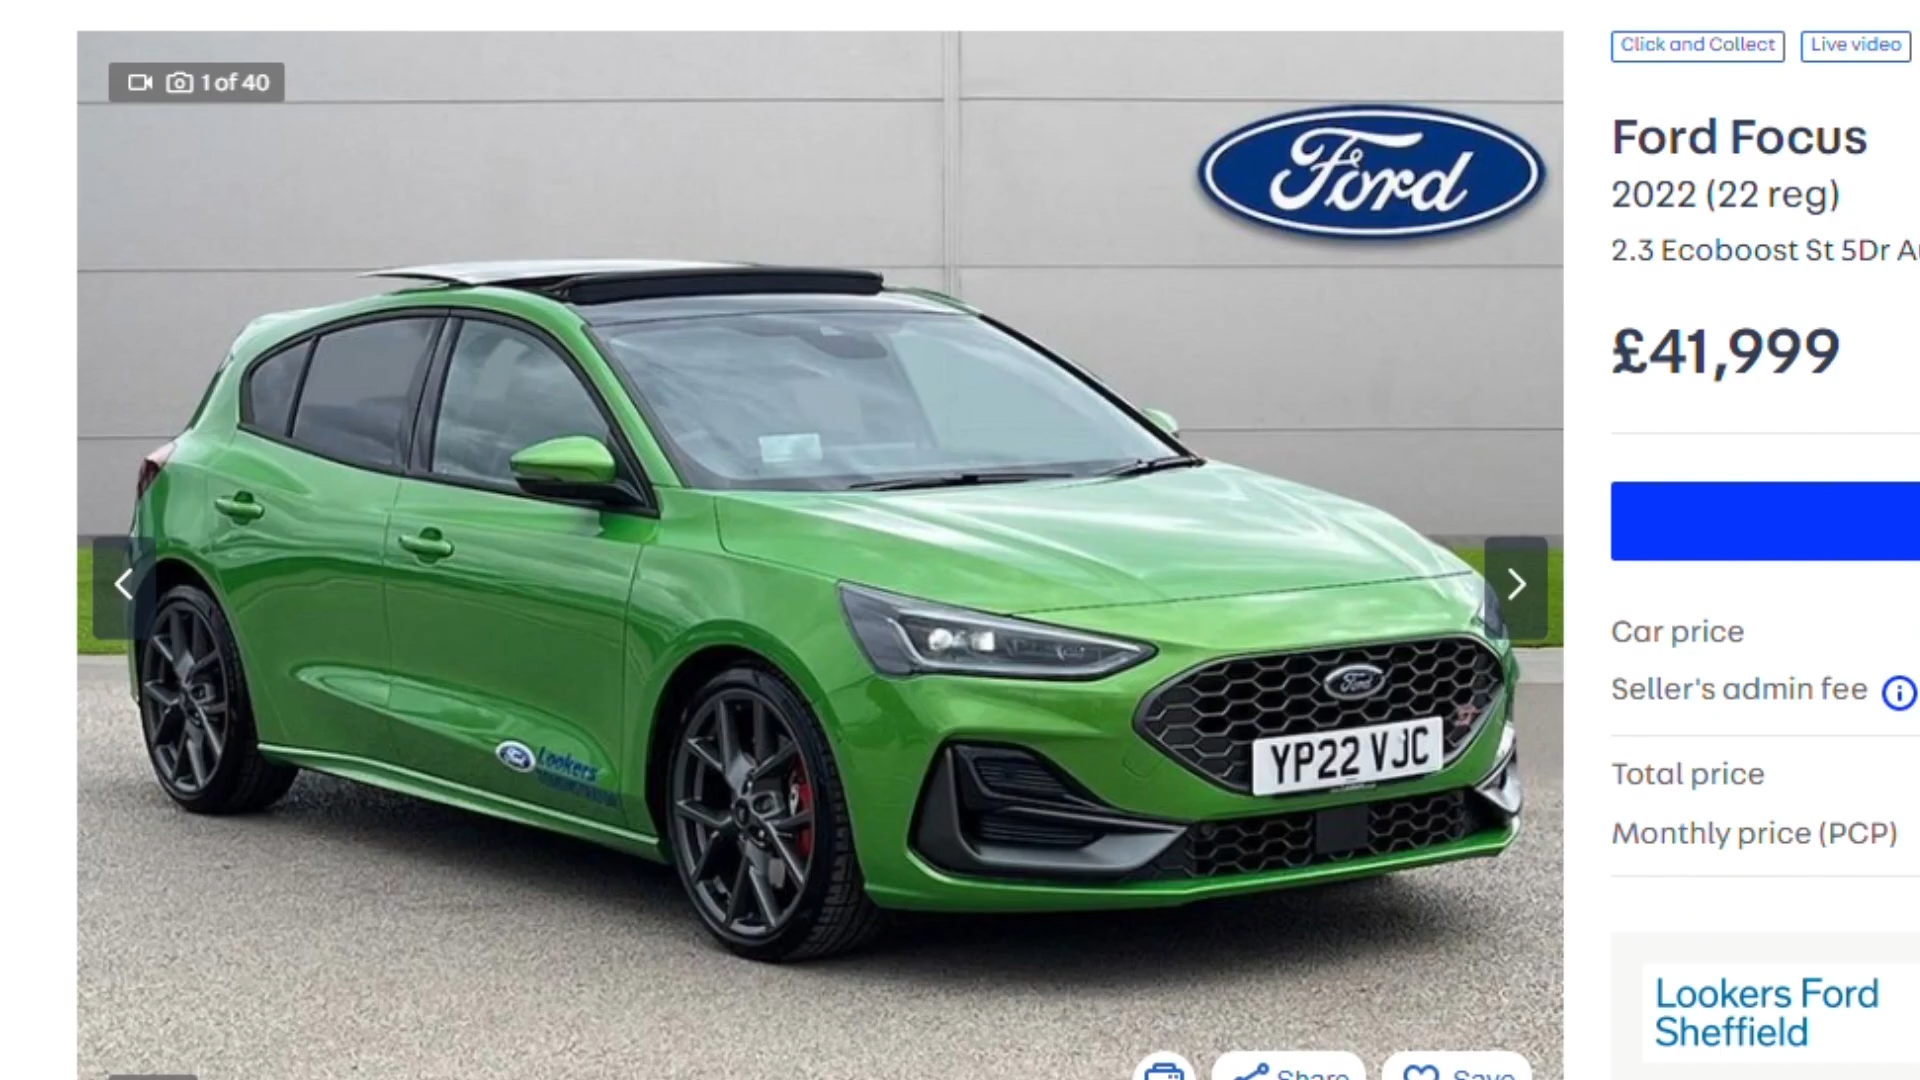 1 of 40
Ford
Click and Collect
Live video
Ford Focus
2022 (22 reg)
2.3 Ecoboost St 5Dr
£41,999
Ford
YP22 VJC
Ford
Lookers
Car price
Seller's admin fee
Total price
Monthly price (PCP)
Lookers Ford
Sheffield
Share
Save